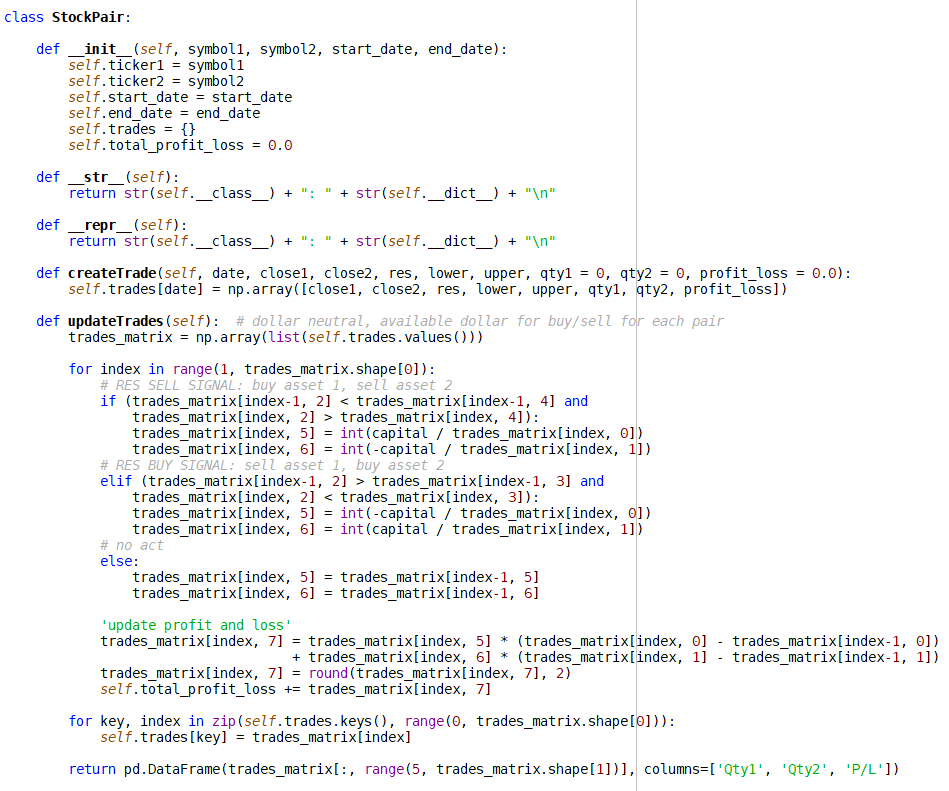 class StockPair:
    def __init__(self, symbol1, symbol2, start_date, end_date):
        self.ticker1 = symbol1
        self.ticker2 = symbol2
        self.start_date = start_date
        self.end_date = end_date
        self.trades = {}
        self.total_profit_loss = 0.0
    def __str__(self):
        return str(self.__class__) + ": " + str(self.__dict__) + "\n"
    def __repr__(self):
        return str(self.__class__) + ": " + str(self.__dict__) + "\n"
    def createTrade(self, date, close1, close2, res, lower, upper, qty1 = 0, qty2 = 0, profit_loss = 0.0):
        self.trades[date] = np.array([close1, close2, res, lower, upper, qty1, qty2, profit_loss])
    def updateTrades(self):  # dollar neutral, available dollar for buy/sell for each pair
        trades_matrix = np.array(list(self.trades.values()))
        for index in range(1, trades_matrix.shape[0]):
            # RES SELL SIGNAL: buy asset 1, sell asset 2
            if (trades_matrix[index-1, 2] < trades_matrix[index-1, 4] and
                trades_matrix[index, 2] > trades_matrix[index, 4]):
                trades_matrix[index, 5] = int(capital / trades_matrix[index, 0])
                trades_matrix[index, 6] = int(-capital / trades_matrix[index, 1])
            # RES BUY SIGNAL: sell asset 1, buy asset 2
            elif (trades_matrix[index-1, 2] > trades_matrix[index-1, 3] and
                trades_matrix[index, 2] < trades_matrix[index, 3]):
                trades_matrix[index, 5] = int(-capital / trades_matrix[index, 0])
                trades_matrix[index, 6] = int(capital / trades_matrix[index, 1])
            # no act
            else:
                trades_matrix[index, 5] = trades_matrix[index-1, 5]
                trades_matrix[index, 6] = trades_matrix[index-1, 6]
            'update profit and loss'
            trades_matrix[index, 7] = trades_matrix[index, 5] * (trades_matrix[index, 0] - trades_matrix[index-1, 0])
                                    + trades_matrix[index, 6] * (trades_matrix[index, 1] - trades_matrix[index-1, 1])
            trades_matrix[index, 7] = round(trades_matrix[index, 7], 2)
            self.total_profit_loss += trades_matrix[index, 7]
        for key, index in zip(self.trades.keys(), range(0, trades_matrix.shape[0])):
            self.trades[key] = trades_matrix[index]
        return pd.DataFrame(trades_matrix[:, range(5, trades_matrix.shape[1])], columns=['Qty1', 'Qty2', 'P/L'])